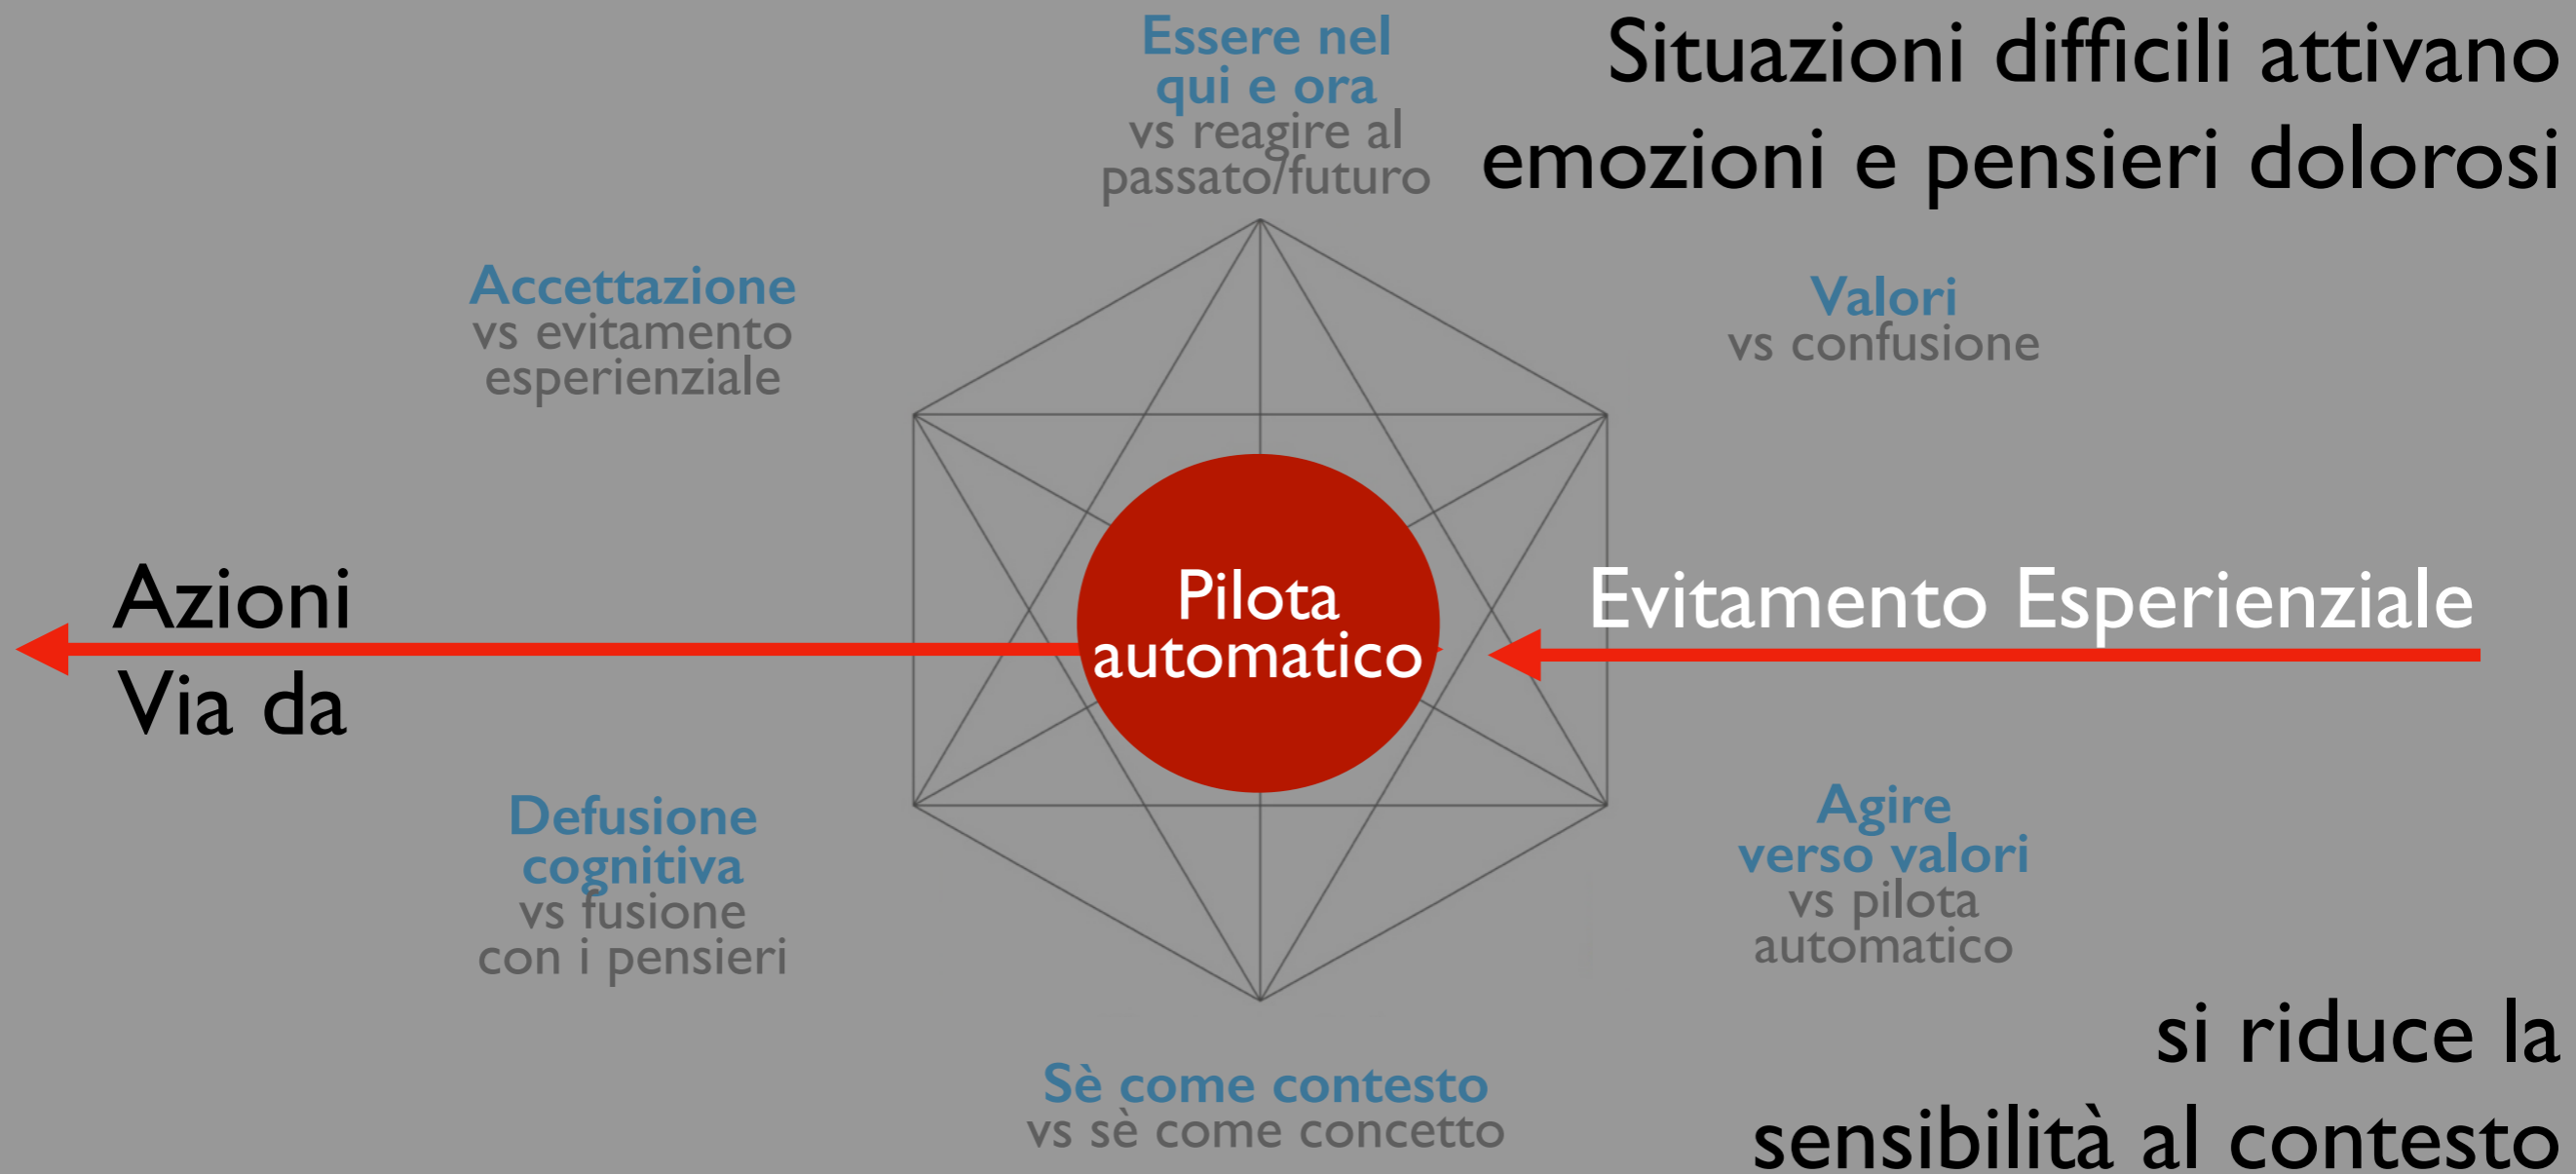 Essere nel
qui e ora
vs reagire al
passato/futuro
Situazioni difficili attivano
emozioni e pensieri dolorosi
Accettazione
vs evitamento
esperienziale
Valori
vs confusione
Azioni
Via da
Pilota
automatico
Evitamento Esperienziale
Defusione
cognitiva
vs fusione
con i pensieri
Agire
verso valori
vs pilota
automatico
Sè come contesto
vs sè come concetto
si riduce la
sensibilità al contesto